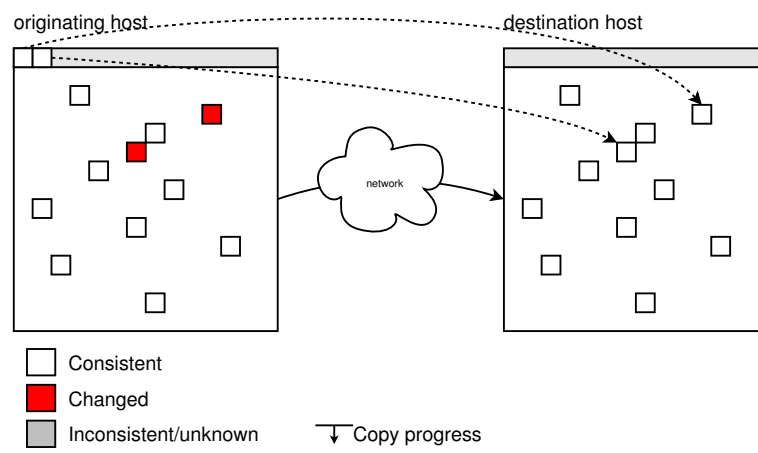 originating host
destination host
network
Consistent
Changed
Inconsistent/unknown
Copy progress